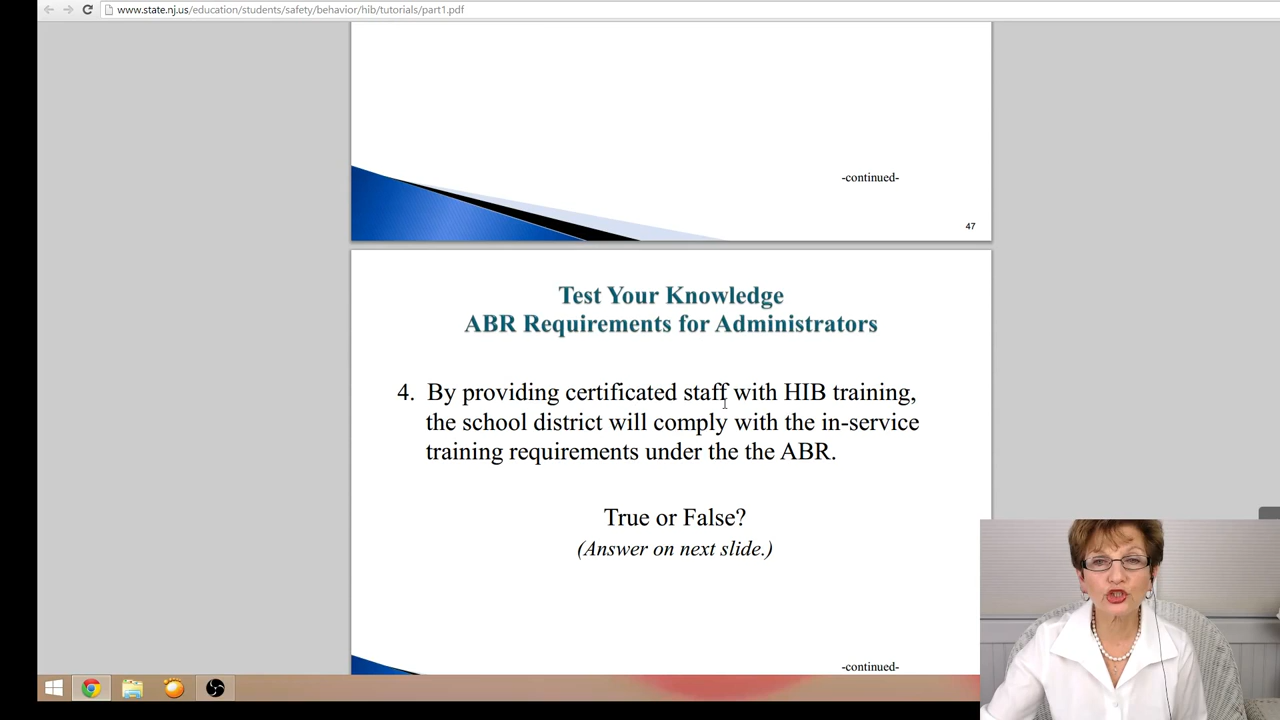 www.state.nj.us/education/students/safety/behavior/hib/tutorials/part1.pdf
-continued-
47
Test Your Knowledge
ABR Requirements for Administrators
4. By providing certificated staff with HIB training,
the school district will comply with the in-service
training requirements under the the ABR.
True or False?
(Answer on next slide.)
-continued-